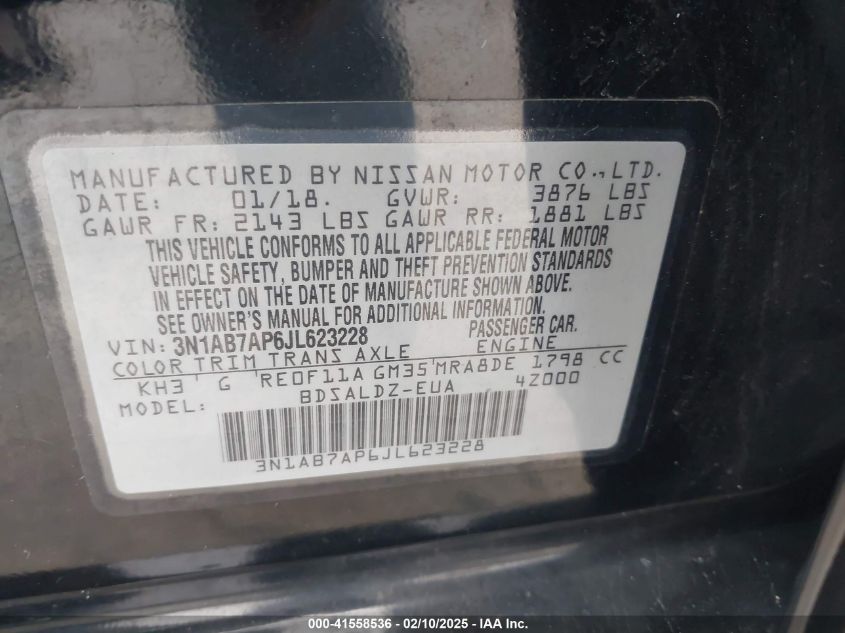 MANUFACTURED BY NISSAN MOTOR CO., LTD.
DATE: 01/18. GVWR: 3876 LBS
GAWR FR: 2143 LBS GAWR RR: 1881 LBS
THIS VEHICLE CONFORMS TO ALL APPLICABLE FEDERAL MOTOR
VEHICLE SAFETY, BUMPER AND THEFT PREVENTION STANDARDS
IN EFFECT ON THE DATE OF MANUFACTURE SHOWN ABOVE.
SEE OWNER'S MANUAL FOR ADDITIONAL INFORMATION.
VIN: 3N1AB7AP6JL623228 PASSENGER CAR.
COLOR TRIM TRANS AXLE ENGINE
KH3 G RE0F11A GM35 MRA8DE 1798 CC
MODEL: BDSALDZ-EUA 4Z000
3N1AB7AP6JL623228
000-41558536 — 02/10/2025 — IAA Inc.